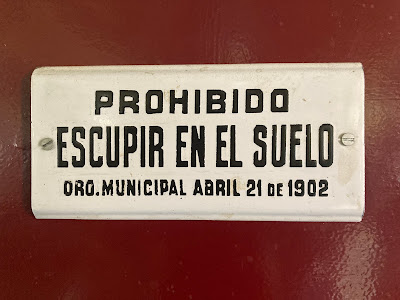 PROHIBIDO
ESCUPIR EN EL SUELO
ORD.MUNICIPAL ABRIL 21 DE 1902